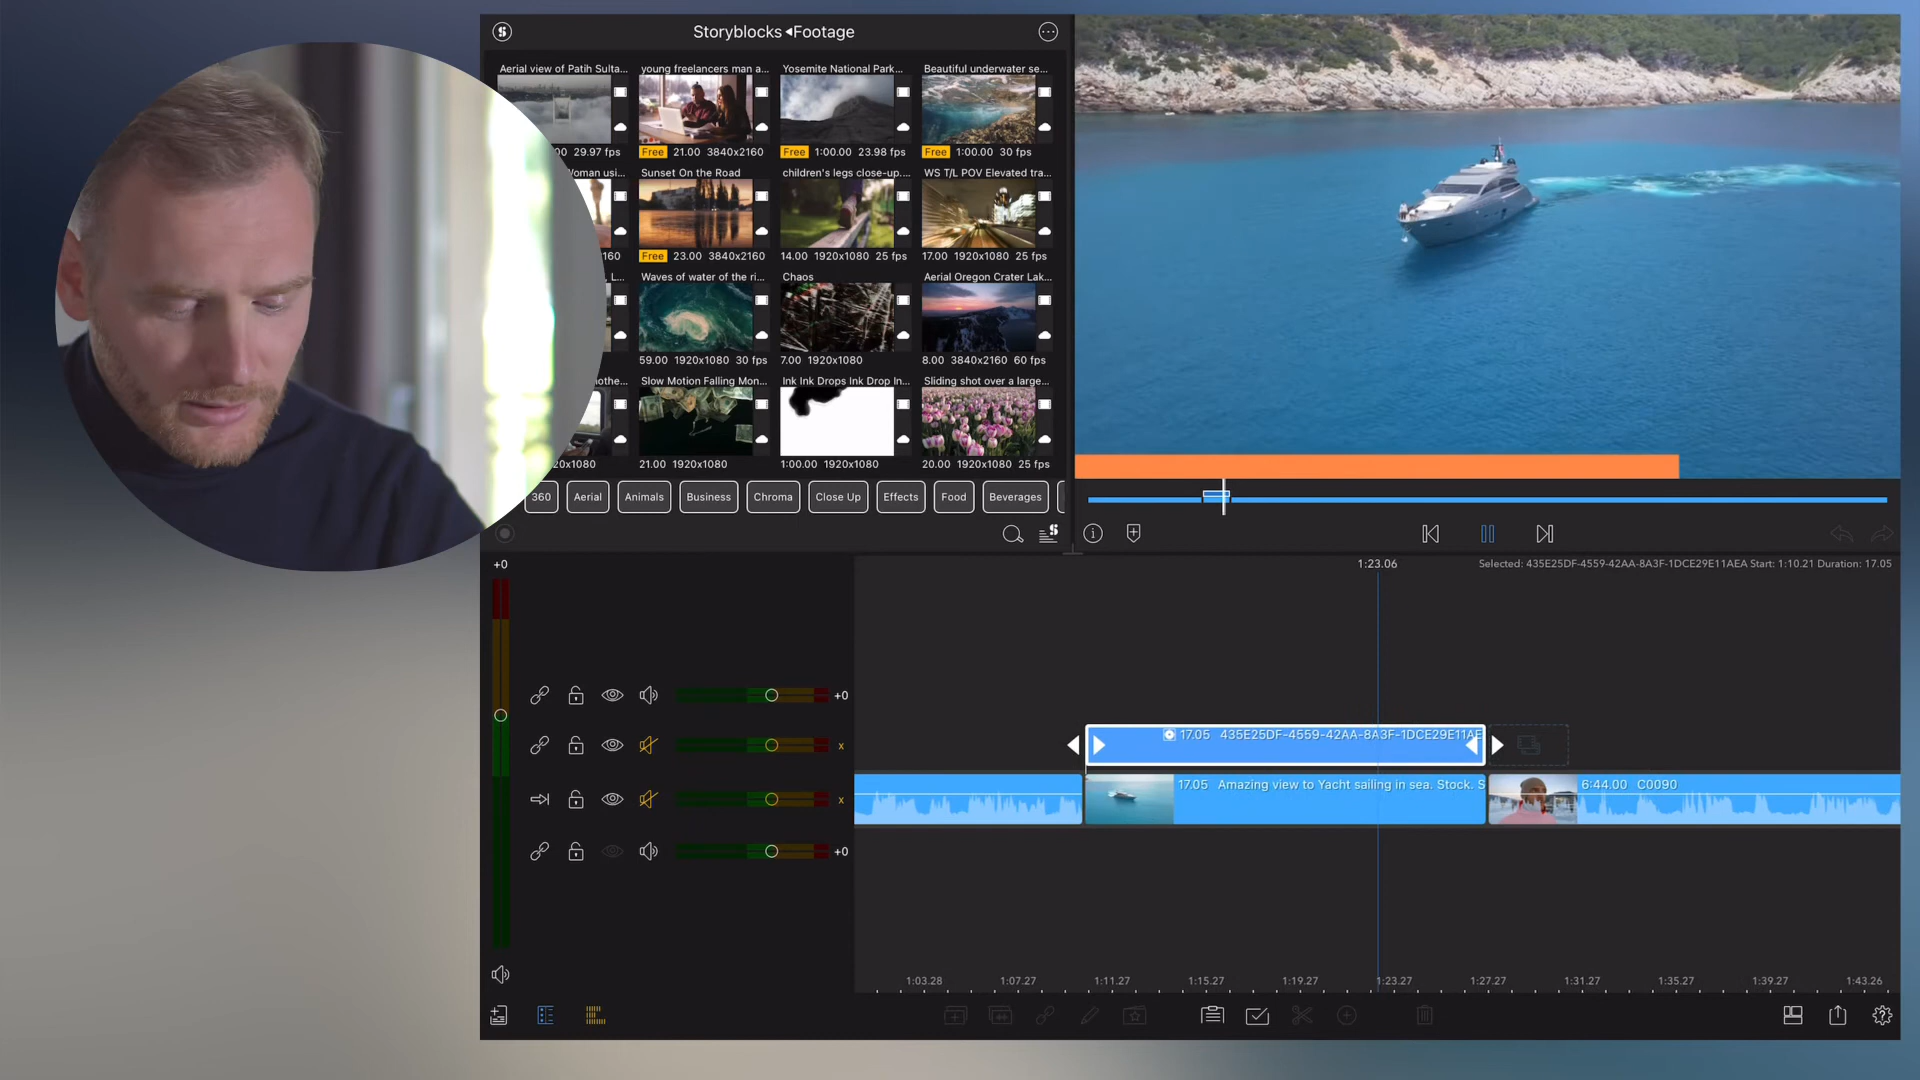 Storyblocks ◂Footage
Aerial view of Patih Sulta...
young freelancers man a...
Yosemite National Park...
Beautiful underwater se...
29.97 fps
Free 21.00 3840x2160
Free 1:00.00 23.98 fps
Free 1:00.00 30 fps
Sunset On the Road
children's legs close-up....
WS T/L POV Elevated tra...
Free 23.00 3840x2160
14.00 1920x1080 25 fps
17.00 1920x1080 25 fps
Waves of water of the ri...
Chaos
Aerial Oregon Crater Lak...
59.00 1920x1080 30 fps
7.00 1920x1080
8.00 3840x2160 60 fps
Slow Motion Falling Mon...
Ink Ink Drops Ink Drop In...
Sliding shot over a large...
21.00 1920x1080
1:00.00 1920x1080
20.00 1920x1080 25 fps
360 Aerial Animals Business Chroma Close Up Effects Food Beverages
+0
1:23.06
Selected: 435E25DF-4559-42AA-8A3F-1DCE29E11AEA Start: 1:10.21 Duration: 17.05
+0
x
17.05 435E25DF-4559-42AA-8A3F-1DCE29E11AE
x
17.05 Amazing view to Yacht sailing in sea. Stock. S
6:44.00 C0090
+0
1:03.28 1:07.27 1:11.27 1:15.27 1:19.27 1:23.27 1:27.27 1:31.27 1:35.27 1:39.27 1:43.26